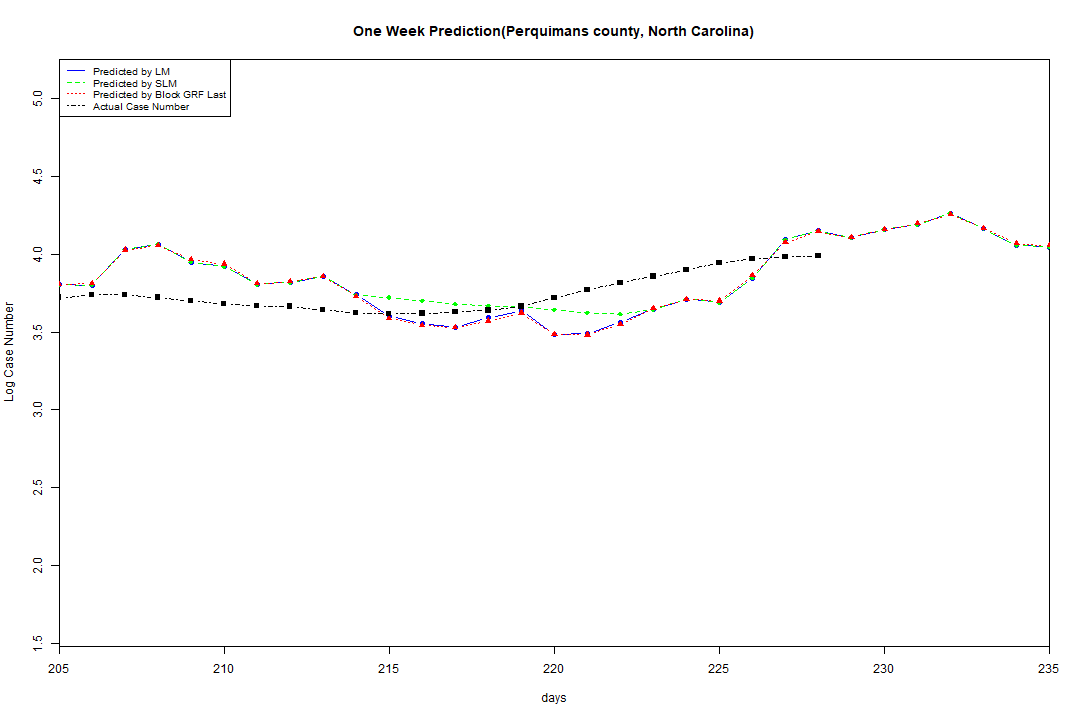 One Week Prediction(Perquimans county, North Carolina)
Predicted by LM
Predicted by SLM
Predicted by Block GRF Last
Actual Case Number
5.0
4.5
4.0
3.5
3.0
2.5
2.0
1.5
Log Case Number
205 210 215 220 225 230 235
days